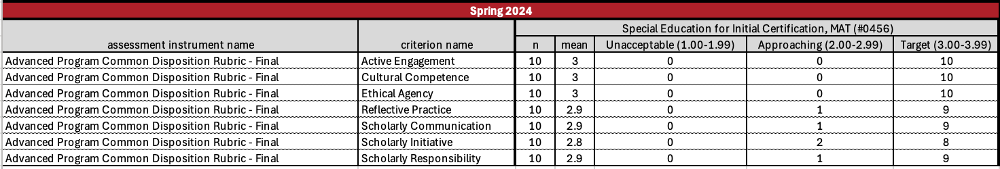 Spring 2024
Special Education for Initial Certification, MAT (#0456)
assessment instrument name criterion name n mean Unacceptable (1.00-1.99) Approaching (2.00-2.99) Target (3.00-3.99)
Advanced Program Common Disposition Rubric - Final Active Engagement 10 3 0 0 10
Advanced Program Common Disposition Rubric - Final Cultural Competence 10 3 0 0 10
Advanced Program Common Disposition Rubric - Final Ethical Agency 10 3 0 0 10
Advanced Program Common Disposition Rubric - Final Reflective Practice 10 2.9 0 1 9
Advanced Program Common Disposition Rubric - Final Scholarly Communication 10 2.9 0 1 9
Advanced Program Common Disposition Rubric - Final Scholarly Initiative 10 2.8 0 2 8
Advanced Program Common Disposition Rubric - Final Scholarly Responsibility 10 2.9 0 1 9